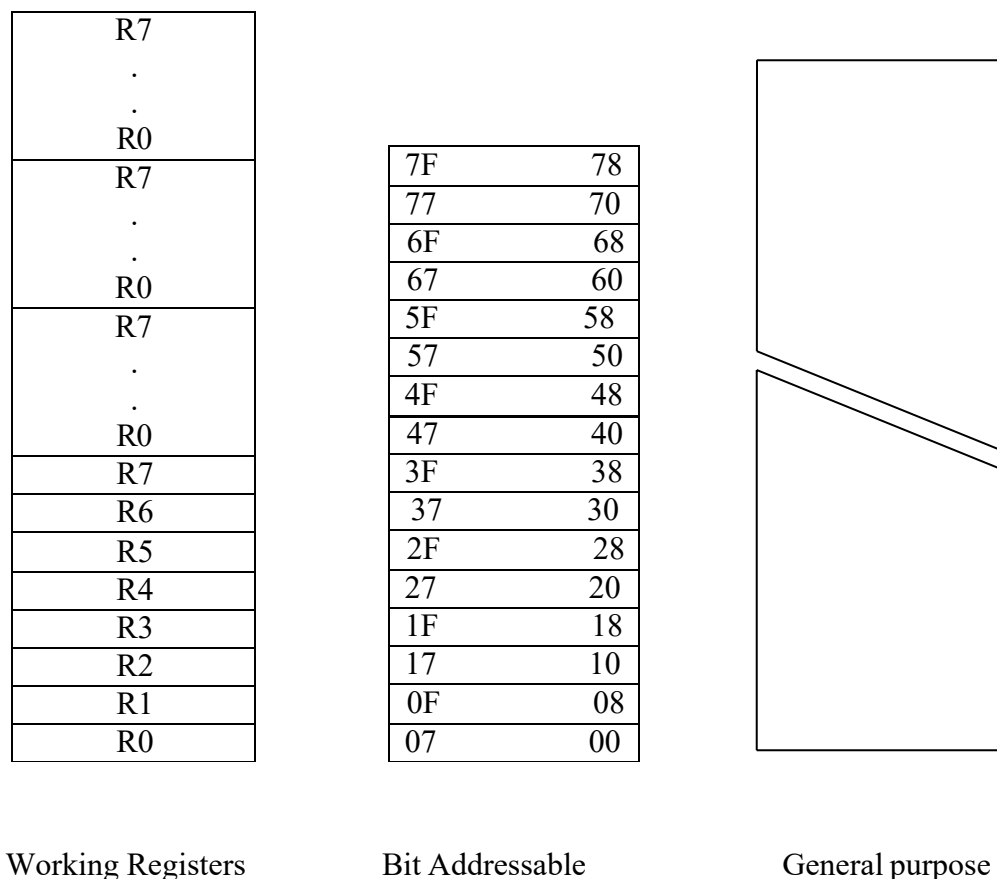 R7
.
.
R0
R7
.
.
R0
R7
.
.
R0
R7
R6
R5
R4
R3
R2
R1
R0
7F 78
77 70
6F 68
67 60
5F 58
57 50
4F 48
47 40
3F 38
37 30
2F 28
27 20
1F 18
17 10
0F 08
07 00
Working Registers
Bit Addressable
General purpose